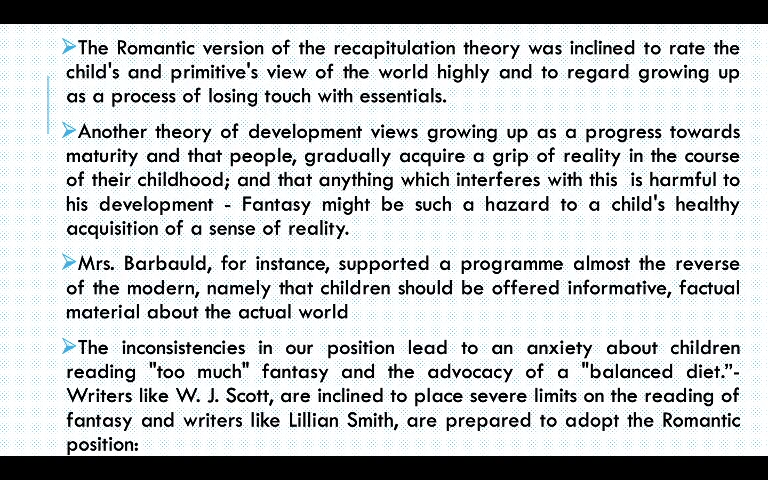 ➢The Romantic version of the recapitulation theory was inclined to rate the
child's and primitive's view of the world highly and to regard growing up
as a process of losing touch with essentials.
➢Another theory of development views growing up as a progress towards
maturity and that people, gradually acquire a grip of reality in the course
of their childhood; and that anything which interferes with this is harmful to
his development - Fantasy might be such a hazard to a child's healthy
acquisition of a sense of reality.
➢Mrs. Barbauld, for instance, supported a programme almost the reverse
of the modern, namely that children should be offered informative, factual
material about the actual world
➢The inconsistencies in our position lead to an anxiety about children
reading "too much" fantasy and the advocacy of a "balanced diet.”-
Writers like W. J. Scott, are inclined to place severe limits on the reading of
fantasy and writers like Lillian Smith, are prepared to adopt the Romantic
position: